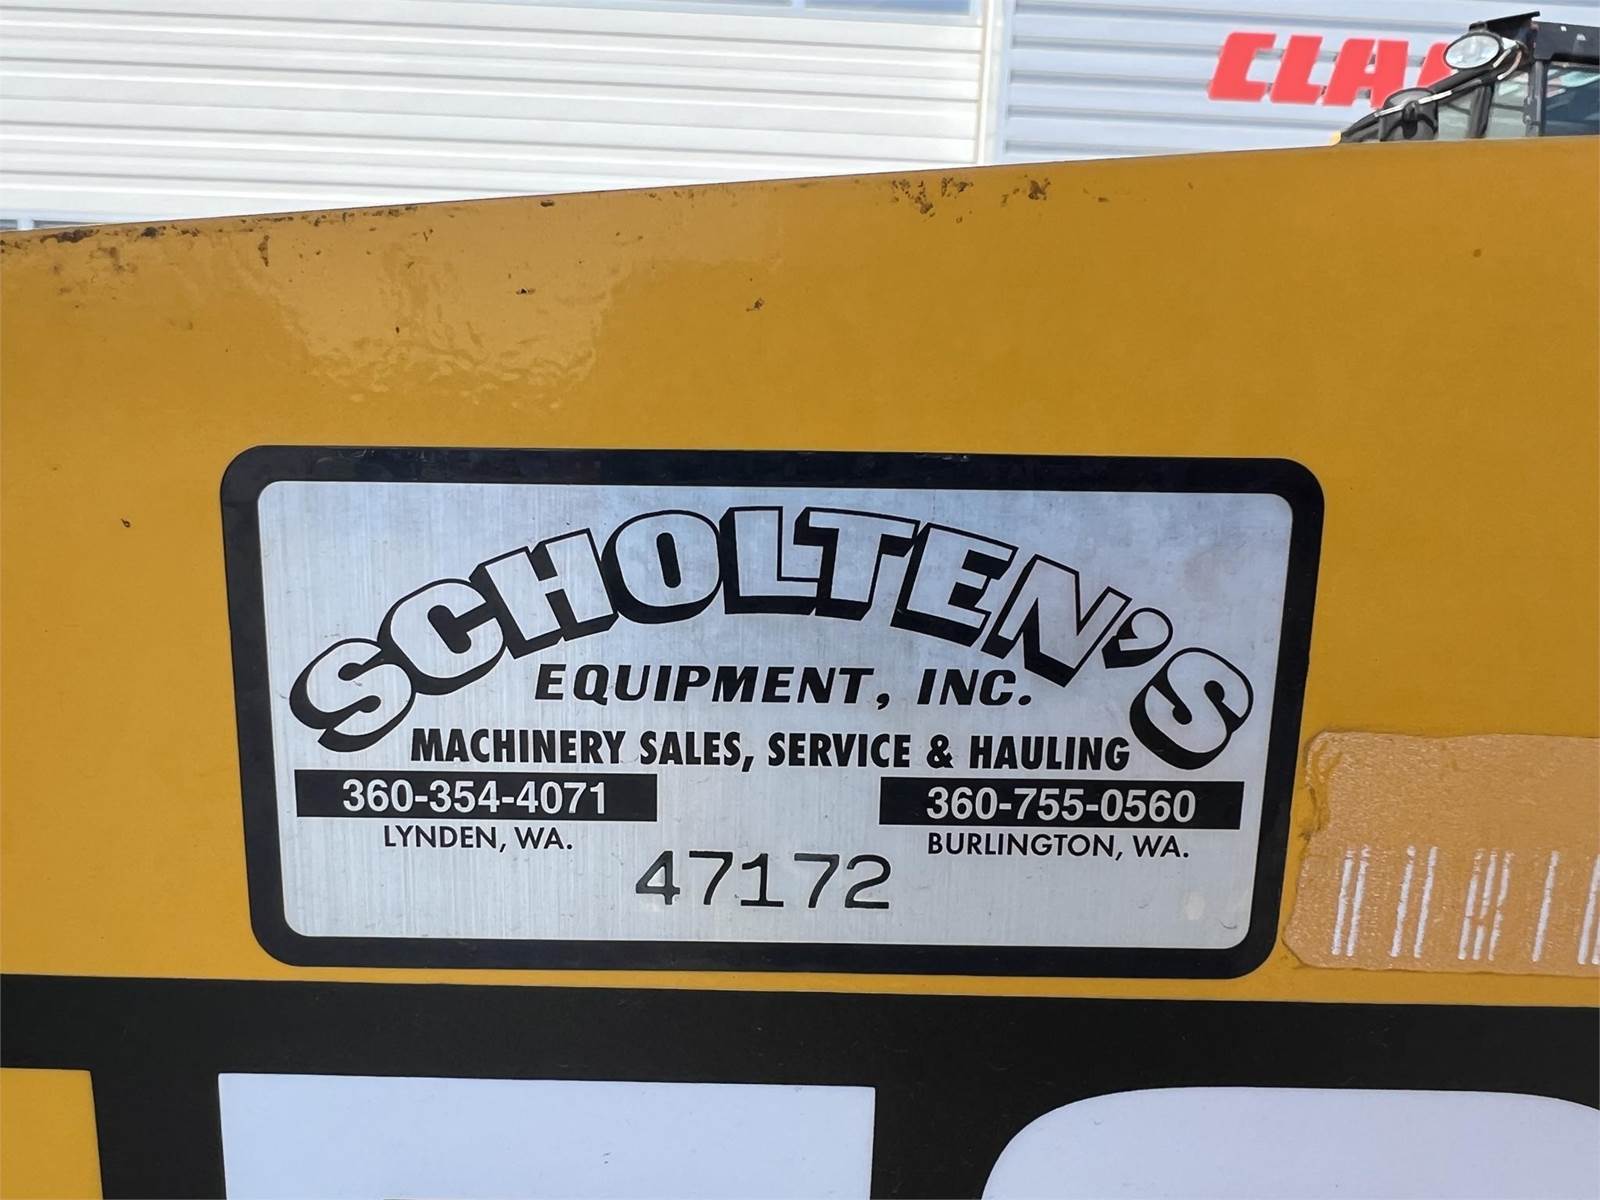 CLA
SCHOLTEN'S
EQUIPMENT, INC.
MACHINERY SALES, SERVICE & HAULING
360-354-4071
LYNDEN, WA.
360-755-0560
BURLINGTON, WA.
47172